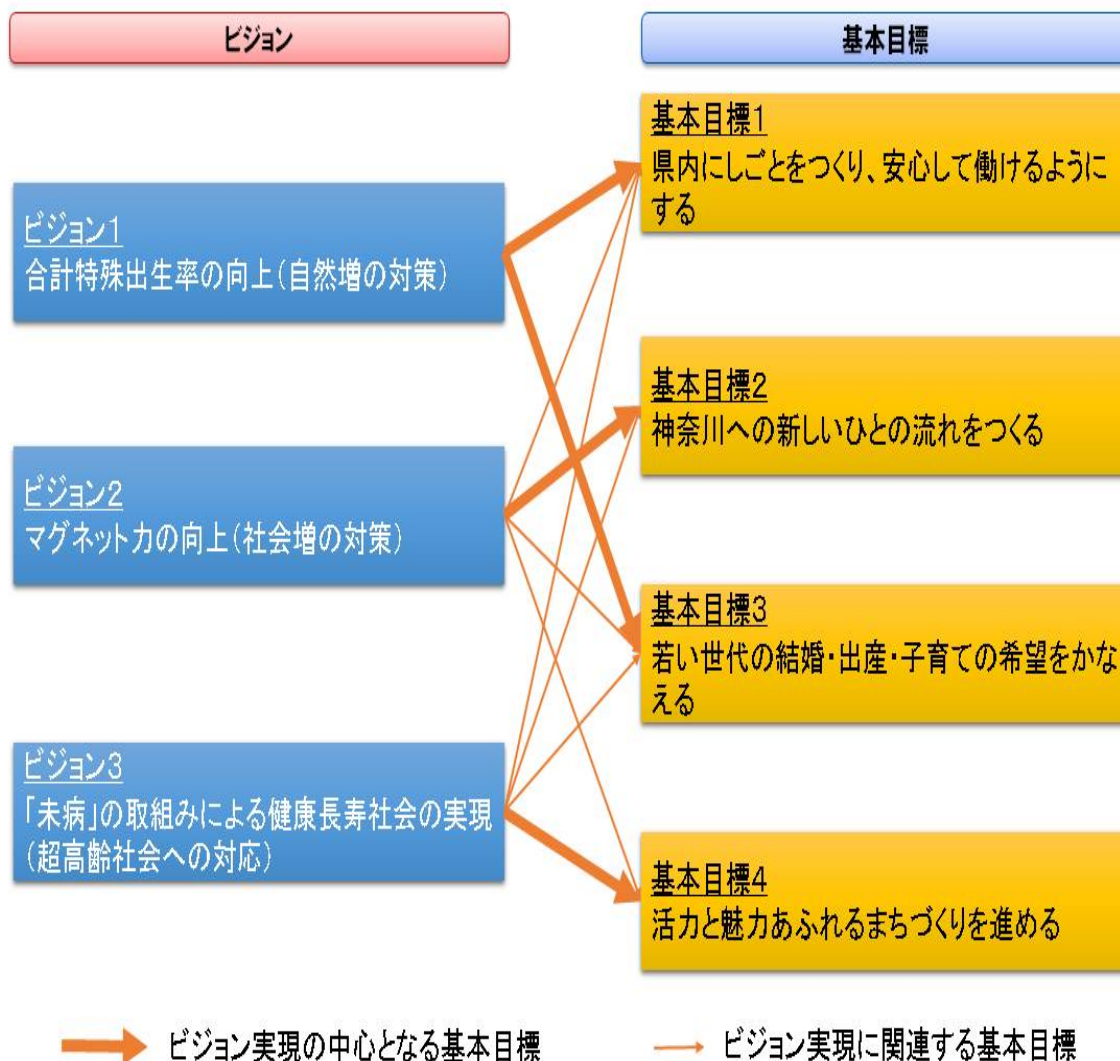 ビジョン
基本目標
ビジョン1
合計特殊出生率の向上(自然増の対策)
ビジョン2
マグネット力の向上(社会増の対策)
ビジョン3
「未病」の取組みによる健康長寿社会の実現
(超高齢社会への対応)
基本目標1
県内にしごとをつくり、安心して働けるように
する
基本目標2
神奈川への新しいひとの流れをつくる
基本目標3
若い世代の結婚・出産・子育ての希望をかな
える
基本目標4
活力と魅力あふれるまちづくりを進める
ビジョン実現の中心となる基本目標
ビジョン実現に関連する基本目標